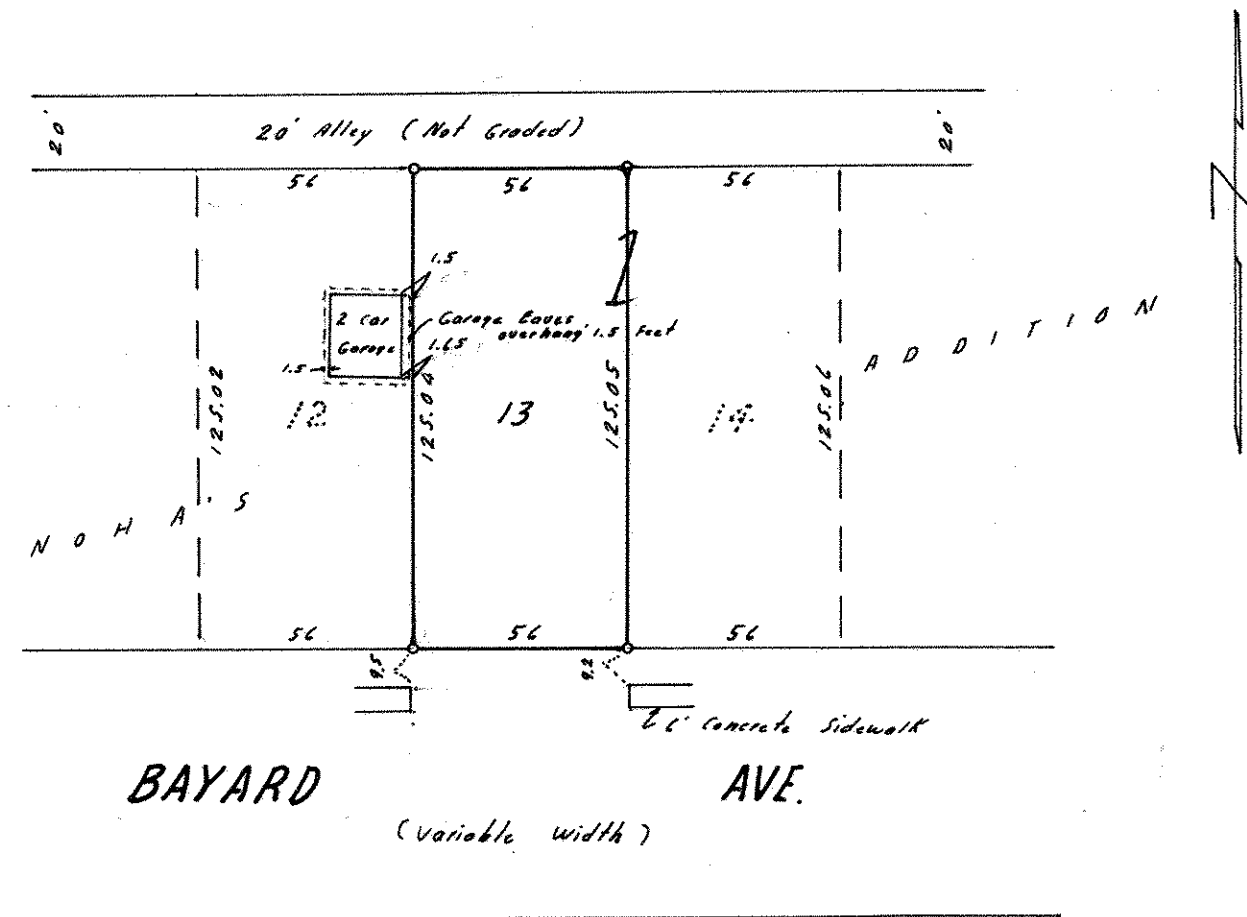 20' Alley (Not Graded)
20'
20'
56
56
56
1
1.5
2 Car
Garage
1.5
Garage Eaves
overhang 1.5 Feet
1.65
125.02
12
125.04
13
125.05
14
125.06
NOHA'S
ADDITION
56
56
56
9.5
9.2
6' Concrete Sidewalk
BAYARD AVE.
(variable width)